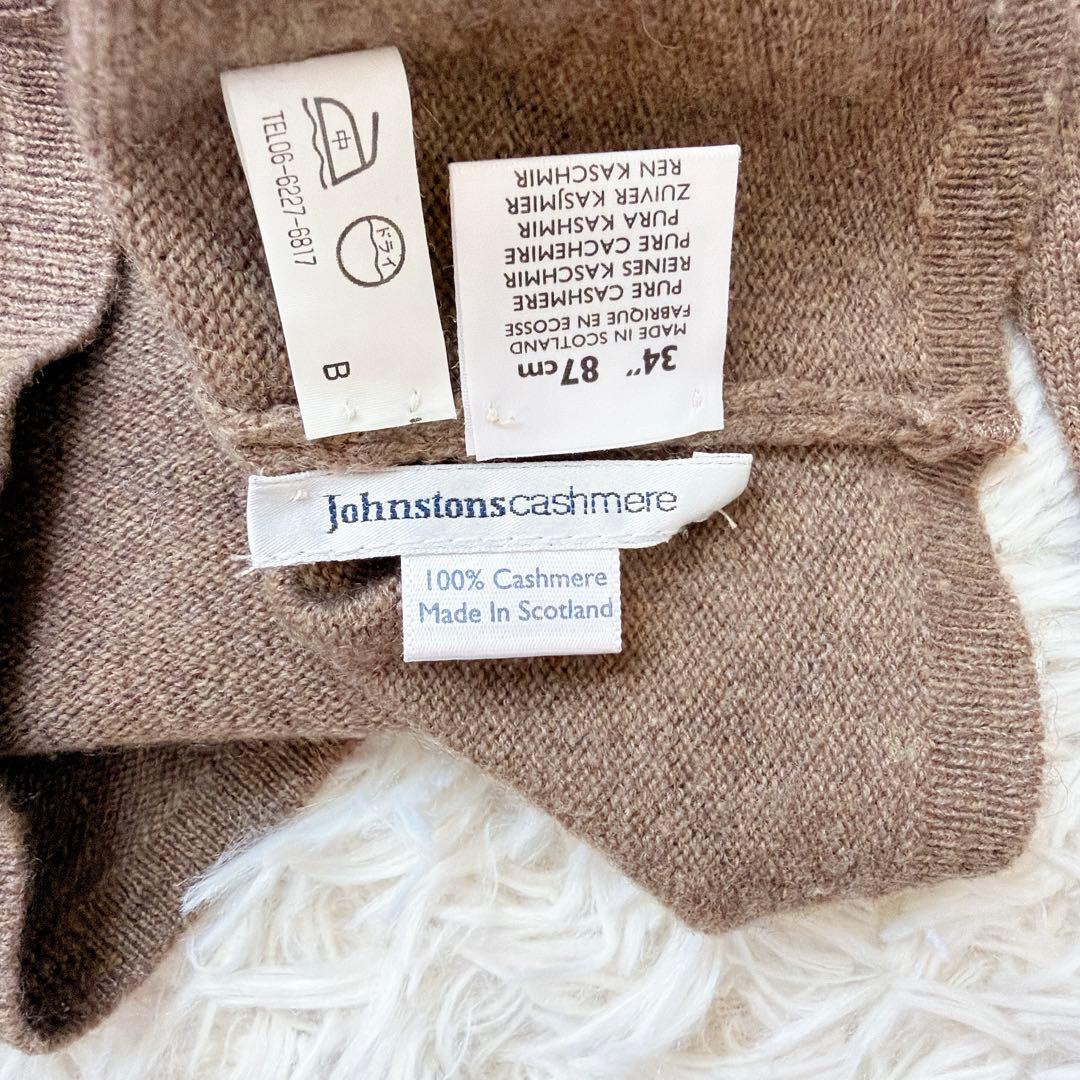 中
ドライ
TEL06-6227-6817
B
34" 87cm
MADE IN SCOTLAND
FABRIQUE EN ECOSSE
PURE CASHMERE
REINES KASCHMIR
PURE CACHEMIRE
PURA KASHMIR
ZUIVER KASJMIER
REN KASCHMIR
Johnstonscashmere
100% Cashmere
Made In Scotland